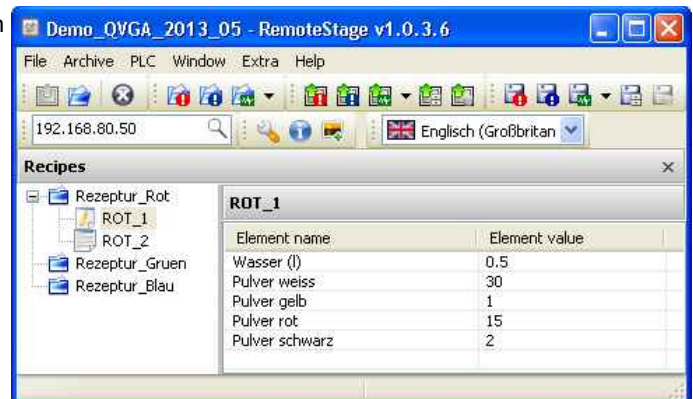 n
Demo_QVGA_2013_05 - RemoteStage v1.0.3.6
File Archive PLC Window Extra Help
192.168.80.50 Englisch (Großbritan
Recipes
Rezeptur_Rot
ROT_1
ROT_2
Rezeptur_Gruen
Rezeptur_Blau
ROT_1
Element name Element value
Wasser (l) 0.5
Pulver weiss 30
Pulver gelb 1
Pulver rot 15
Pulver schwarz 2